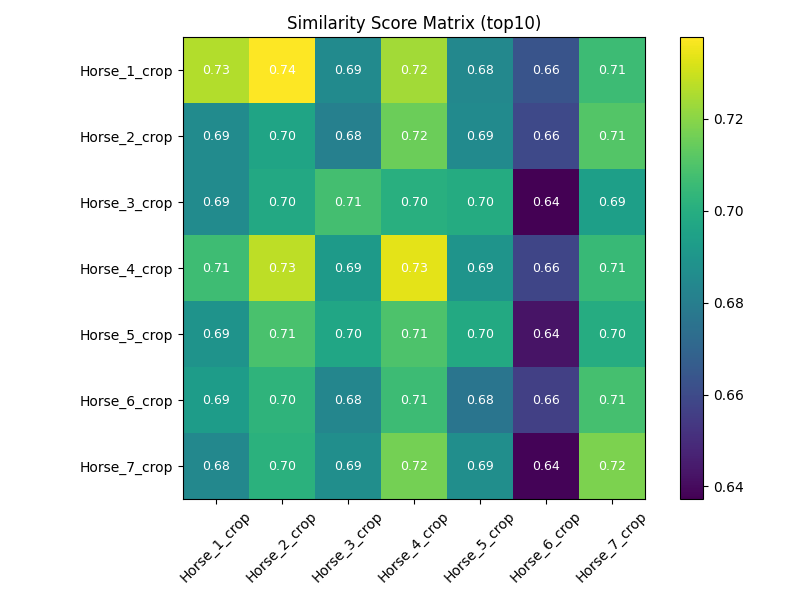 Similarity Score Matrix (top10)
Horse_1_crop 0.73 0.74 0.69 0.72 0.68 0.66 0.71
Horse_2_crop 0.69 0.70 0.68 0.72 0.69 0.66 0.71
Horse_3_crop 0.69 0.70 0.71 0.70 0.70 0.64 0.69
Horse_4_crop 0.71 0.73 0.69 0.73 0.69 0.66 0.71
Horse_5_crop 0.69 0.71 0.70 0.71 0.70 0.64 0.70
Horse_6_crop 0.69 0.70 0.68 0.71 0.68 0.66 0.71
Horse_7_crop 0.68 0.70 0.69 0.72 0.69 0.64 0.72
Horse_1_crop Horse_2_crop Horse_3_crop Horse_4_crop Horse_5_crop Horse_6_crop Horse_7_crop
0.72
0.70
0.68
0.66
0.64